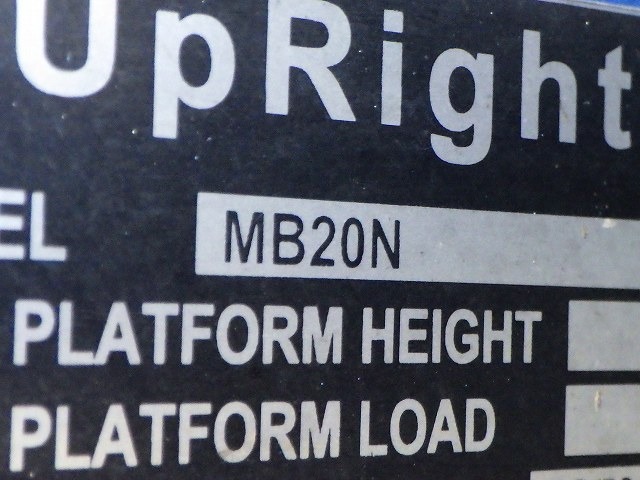 UpRight
EL MB20N
PLATFORM HEIGHT
PLATFORM LOAD